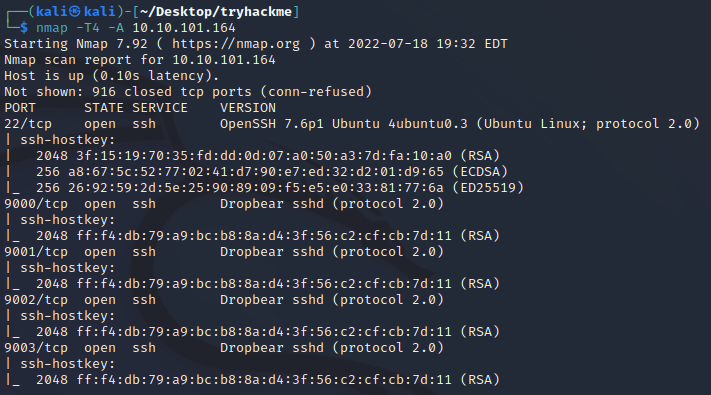 ┌──(kali㉿kali)-[~/Desktop/tryhackme]
└─$ nmap -T4 -A 10.10.101.164
Starting Nmap 7.92 ( https://nmap.org ) at 2022-07-18 19:32 EDT
Nmap scan report for 10.10.101.164
Host is up (0.10s latency).
Not shown: 916 closed tcp ports (conn-refused)
PORT      STATE SERVICE    VERSION
22/tcp    open  ssh        OpenSSH 7.6p1 Ubuntu 4ubuntu0.3 (Ubuntu Linux; protocol 2.0)
| ssh-hostkey:
|   2048 3f:15:19:70:35:fd:dd:0d:07:a0:50:a3:7d:fa:10:a0 (RSA)
|   256 a8:67:5c:52:77:02:41:d7:90:e7:ed:32:d2:01:d9:65 (ECDSA)
|_  256 26:92:59:2d:5e:25:90:89:09:f5:e5:e0:33:81:77:6a (ED25519)
9000/tcp  open  ssh        Dropbear sshd (protocol 2.0)
| ssh-hostkey:
|_  2048 ff:f4:db:79:a9:bc:b8:8a:d4:3f:56:c2:cf:cb:7d:11 (RSA)
9001/tcp  open  ssh        Dropbear sshd (protocol 2.0)
| ssh-hostkey:
|_  2048 ff:f4:db:79:a9:bc:b8:8a:d4:3f:56:c2:cf:cb:7d:11 (RSA)
9002/tcp  open  ssh        Dropbear sshd (protocol 2.0)
| ssh-hostkey:
|_  2048 ff:f4:db:79:a9:bc:b8:8a:d4:3f:56:c2:cf:cb:7d:11 (RSA)
9003/tcp  open  ssh        Dropbear sshd (protocol 2.0)
| ssh-hostkey:
|_  2048 ff:f4:db:79:a9:bc:b8:8a:d4:3f:56:c2:cf:cb:7d:11 (RSA)